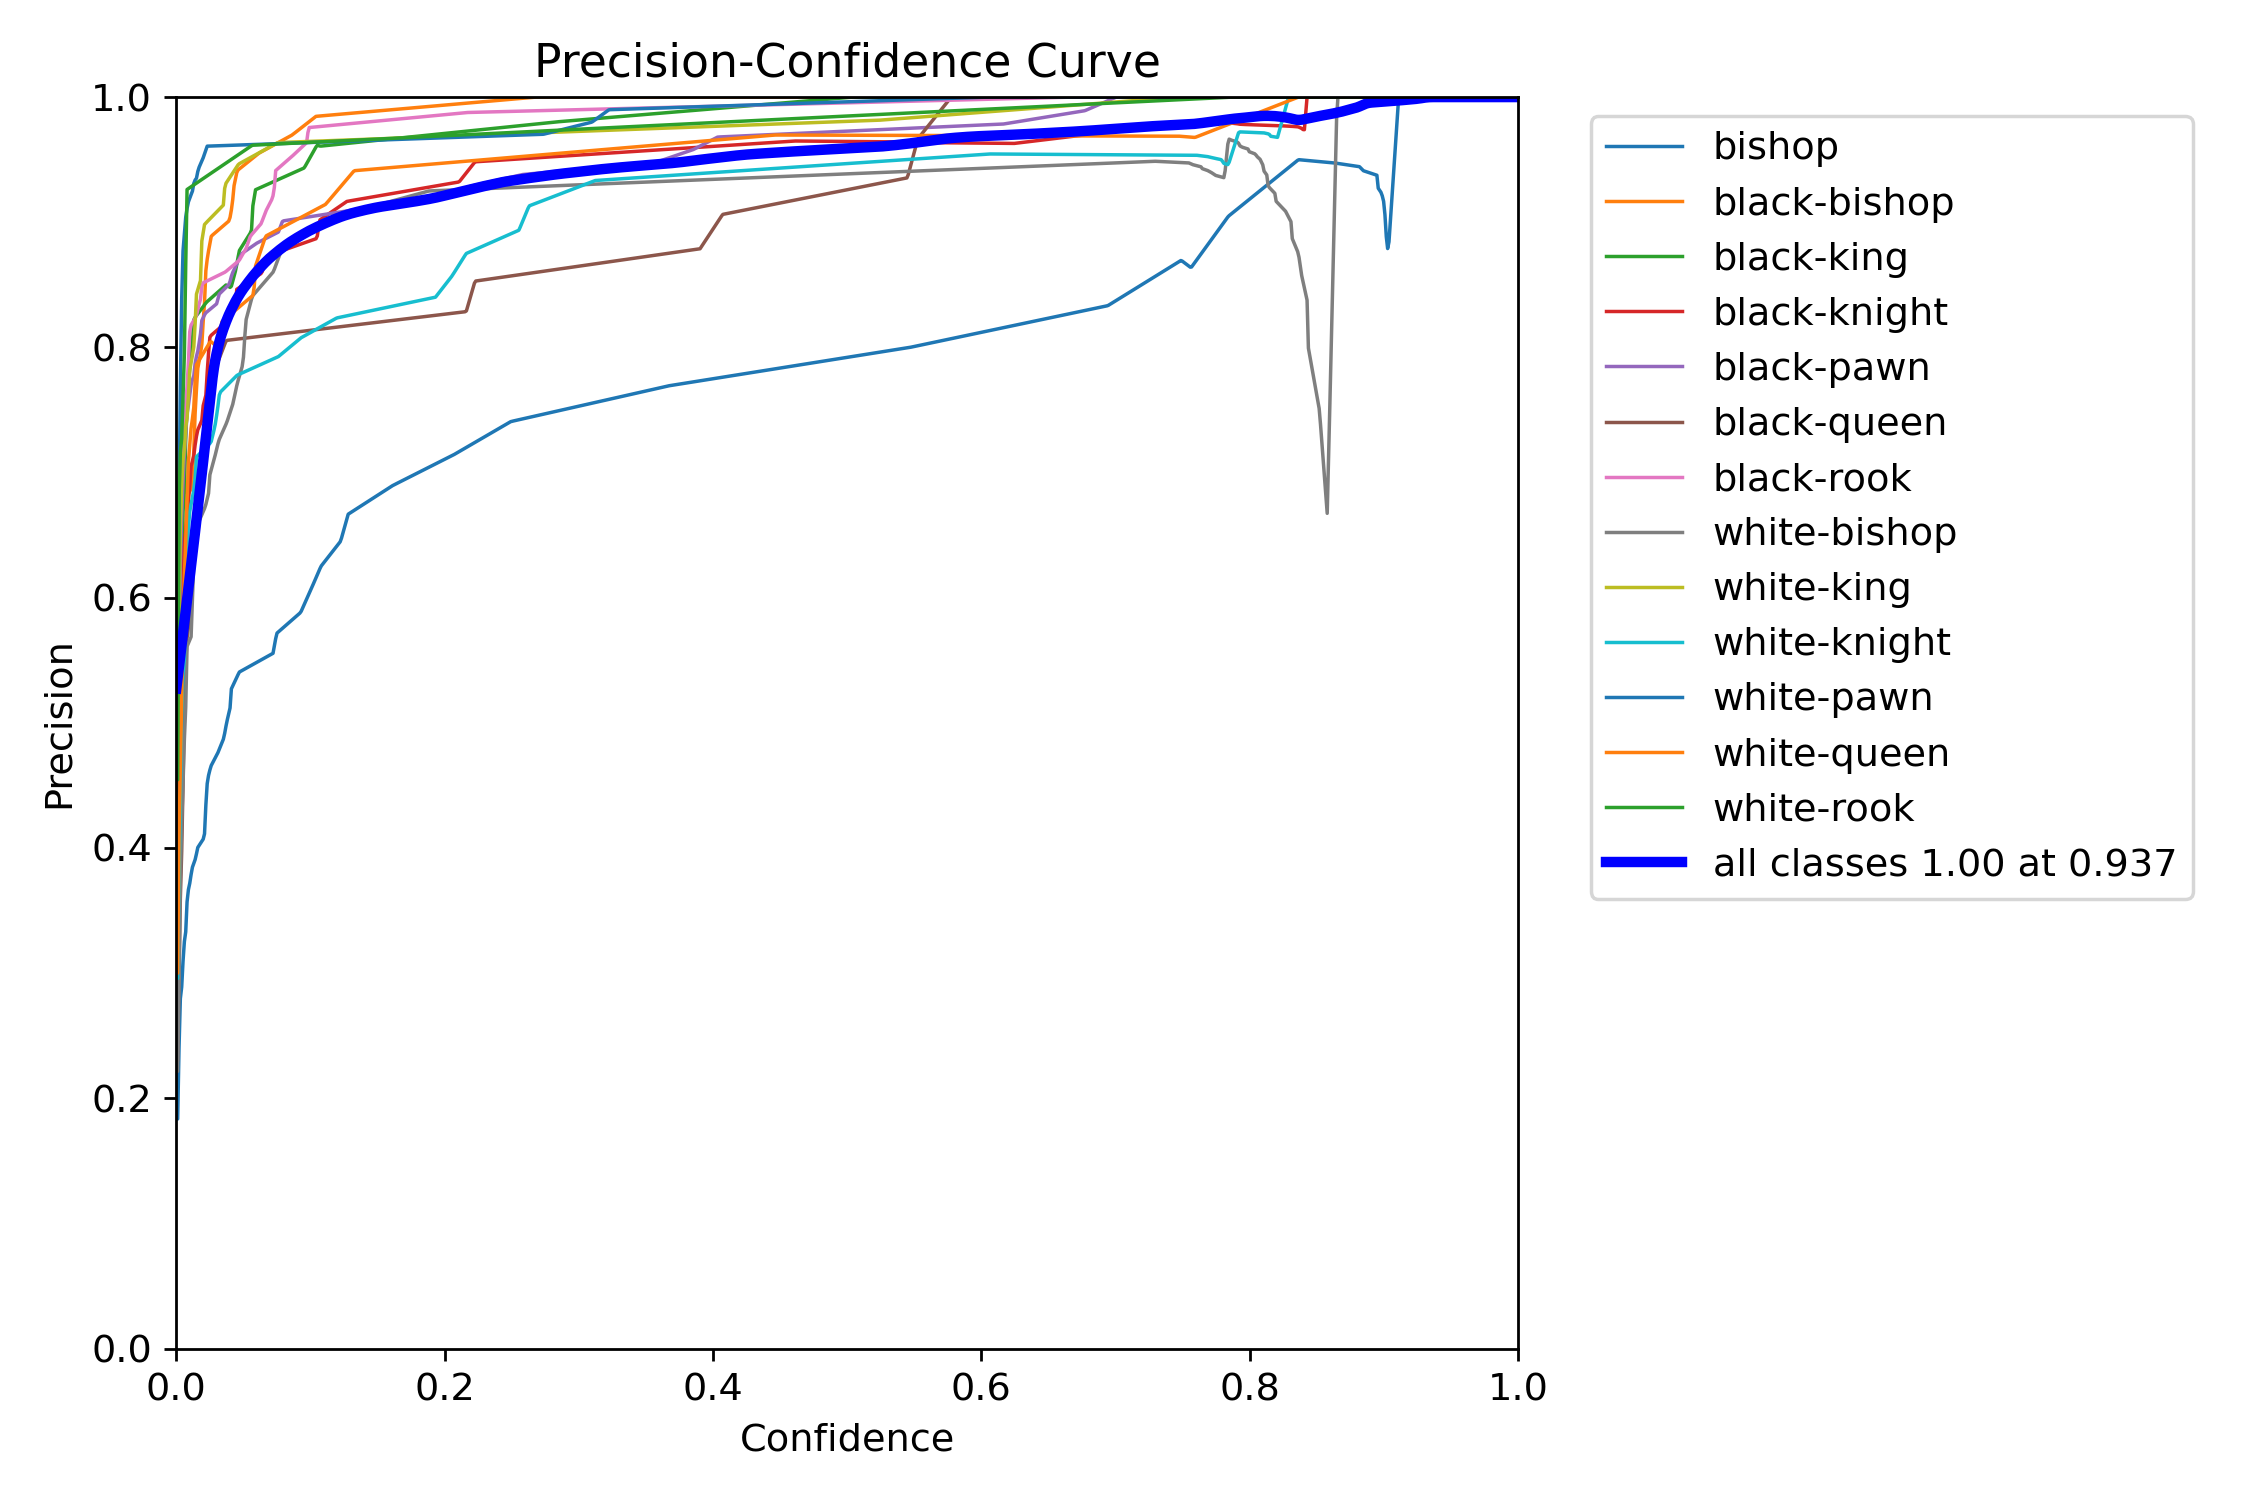 Precision-Confidence Curve
1.0
0.8
0.6
0.4
0.2
0.0
Precision
0.0 0.2 0.4 0.6 0.8 1.0
Confidence
bishop
black-bishop
black-king
black-knight
black-pawn
black-queen
black-rook
white-bishop
white-king
white-knight
white-pawn
white-queen
white-rook
all classes 1.00 at 0.937